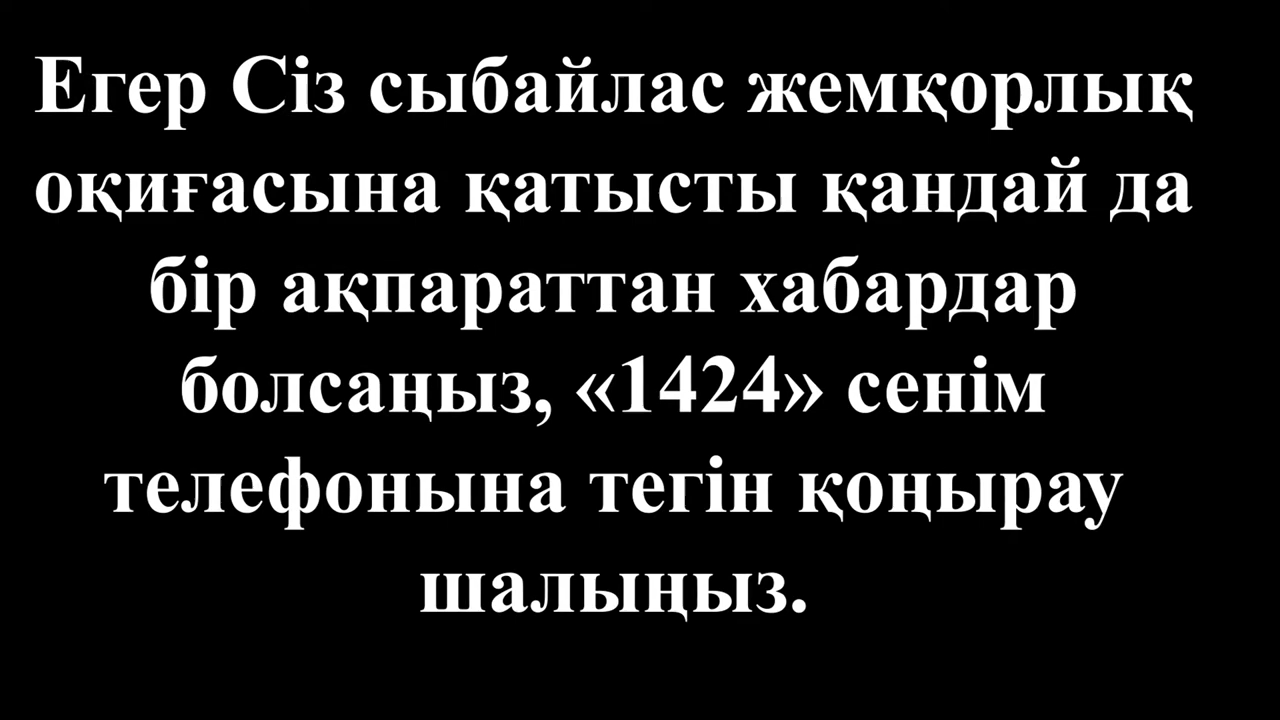 Егер Сіз сыбайлас жемқорлық
оқиғасына қатысты қандай да
бір ақпараттан хабардар
болсаңыз, «1424» сенім
телефонына тегін қоңырау
шалыңыз.